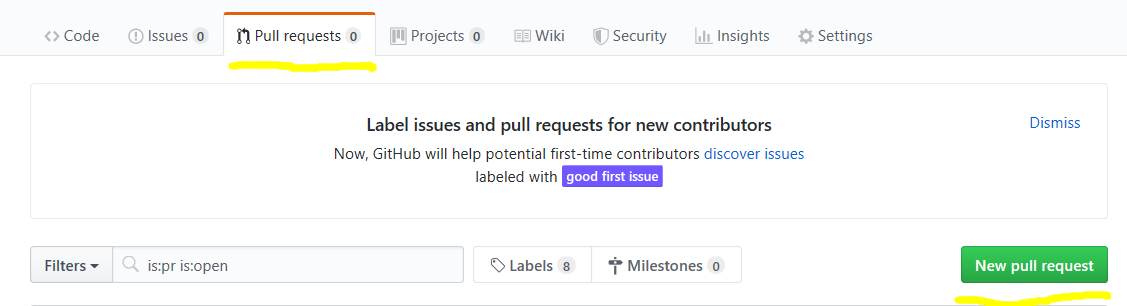 Code Issues 0 Pull requests 0 Projects 0 Wiki Security Insights Settings
Label issues and pull requests for new contributors
Dismiss
Now, GitHub will help potential first-time contributors discover issues
labeled with good first issue
Filters is:pr is:open Labels 8 Milestones 0 New pull request